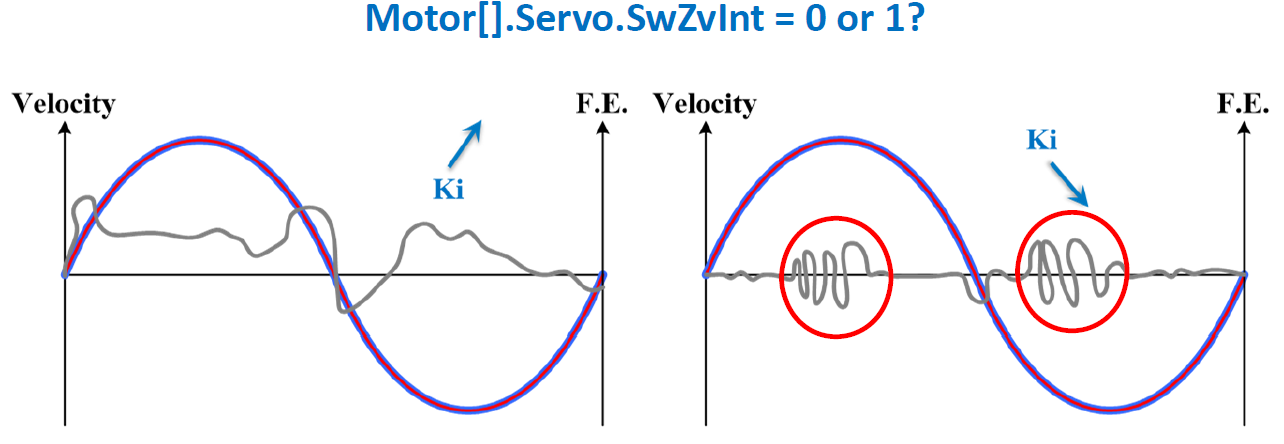 Motor[].Servo.SwZvInt = 0 or 1?
Velocity
F.E.
Ki
Velocity
F.E.
Ki